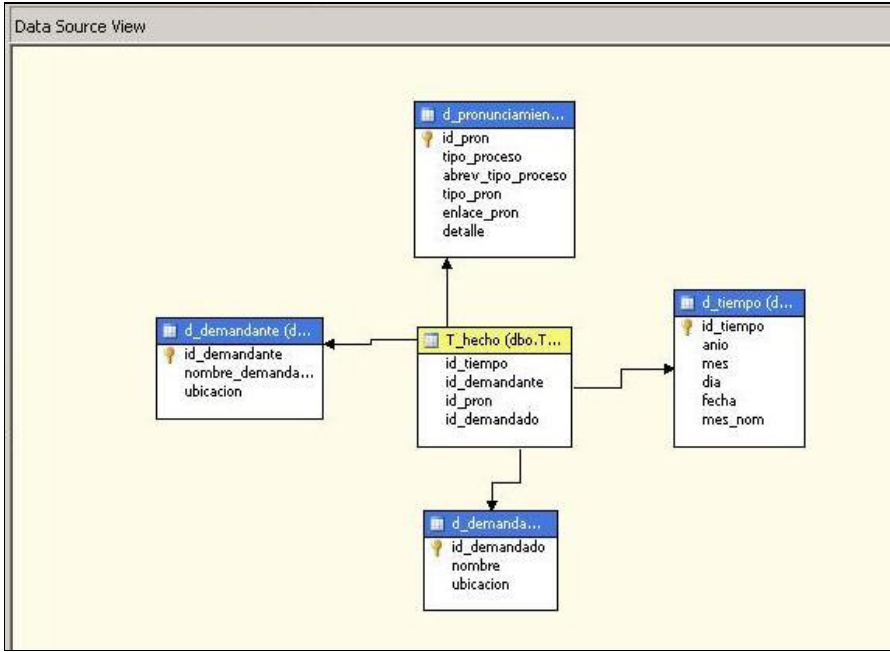 Data Source View
d_pronunciamien...
id_pron
tipo_proceso
abrev_tipo_proceso
tipo_pron
enlace_pron
detalle
d_demandante (d...
id_demandante
nombre_demanda...
ubicacion
T_hecho (dbo.T...
id_tiempo
id_demandante
id_pron
id_demandado
d_tiempo (d...
id_tiempo
anio
mes
dia
fecha
mes_nom
d_demanda...
id_demandado
nombre
ubicacion